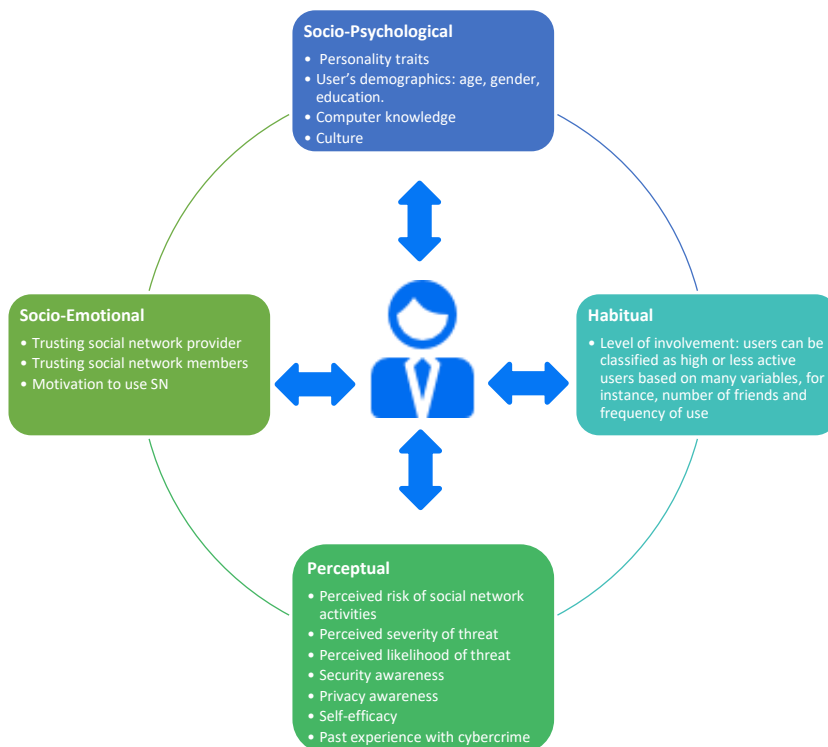 Socio-Psychological
• Personality traits
• User's demographics: age, gender,
education.
• Computer knowledge
• Culture
Socio-Emotional
• Trusting social network provider
• Trusting social network members
• Motivation to use SN
Habitual
• Level of involvement: users can be
classified as high or less active
users based on many variables, for
instance, number of friends and
frequency of use
Perceptual
• Perceived risk of social network
activities
• Perceived severity of threat
• Perceived likelihood of threat
• Security awareness
• Privacy awareness
• Self-efficacy
• Past experience with cybercrime